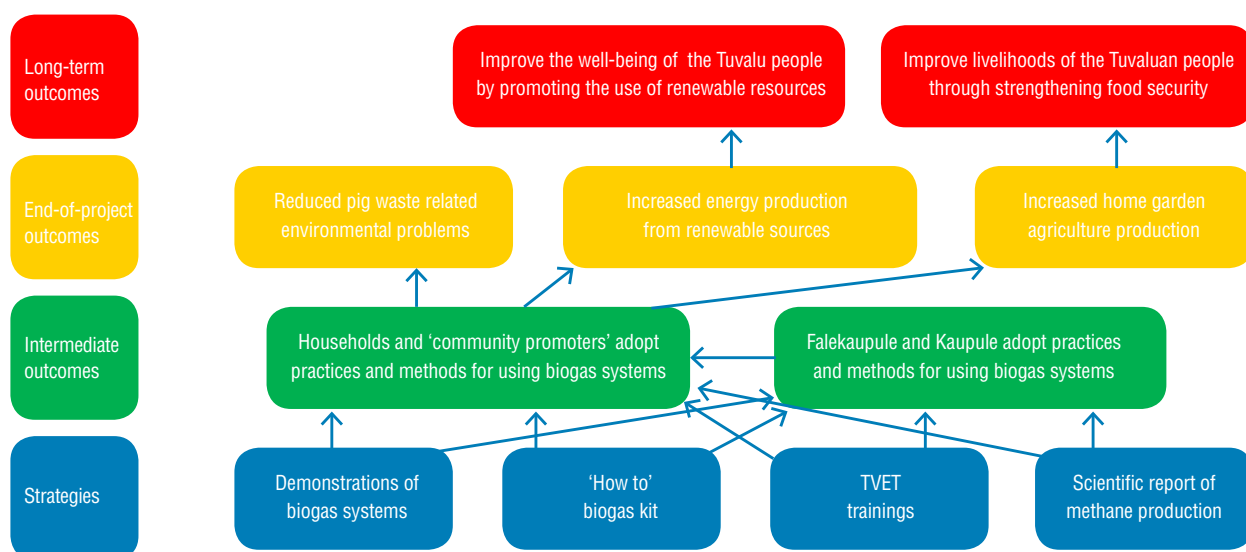 Long-term
outcomes
Improve the well-being of the Tuvalu people
by promoting the use of renewable resources
Improve livelihoods of the Tuvaluan people
through strengthening food security
End-of-project
outcomes
Reduced pig waste related
environmental problems
Increased energy production
from renewable sources
Increased home garden
agriculture production
Intermediate
outcomes
Households and ‘community promoters’ adopt
practices and methods for using biogas systems
Falekaupule and Kaupule adopt practices
and methods for using biogas systems
Strategies
Demonstrations of
biogas systems
‘How to’
biogas kit
TVET
trainings
Scientific report of
methane production